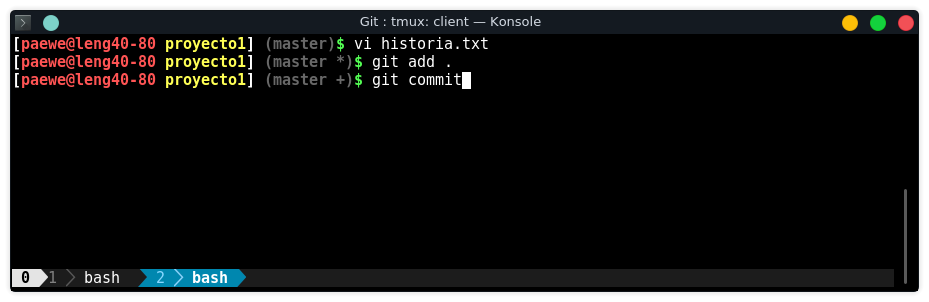 Git : tmux: client — Konsole
[paewe@leng40-80 proyecto1] (master)$ vi historia.txt
[paewe@leng40-80 proyecto1] (master *)$ git add .
[paewe@leng40-80 proyecto1] (master +)$ git commit
0 1 bash 2 bash